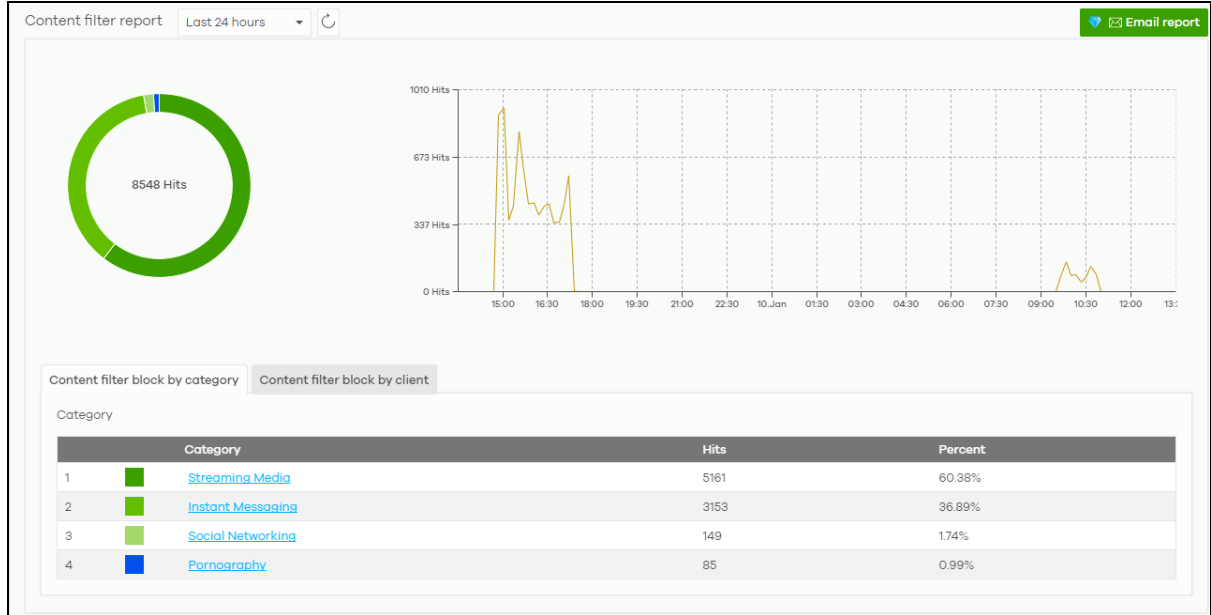 Content filter report Last 24 hours Email report
8548 Hits
1010 Hits
673 Hits
337 Hits
0 Hits
15:00 16:30 18:00 19:30 21:00 22:30 10.Jan 01:30 03:00 04:30 06:00 07:30 09:00 10:30 12:00
Content filter block by category Content filter block by client
Category
Category Hits Percent
1 Streaming Media 5161 60.38%
2 Instant Messaging 3153 36.89%
3 Social Networking 149 1.74%
4 Pornography 85 0.99%